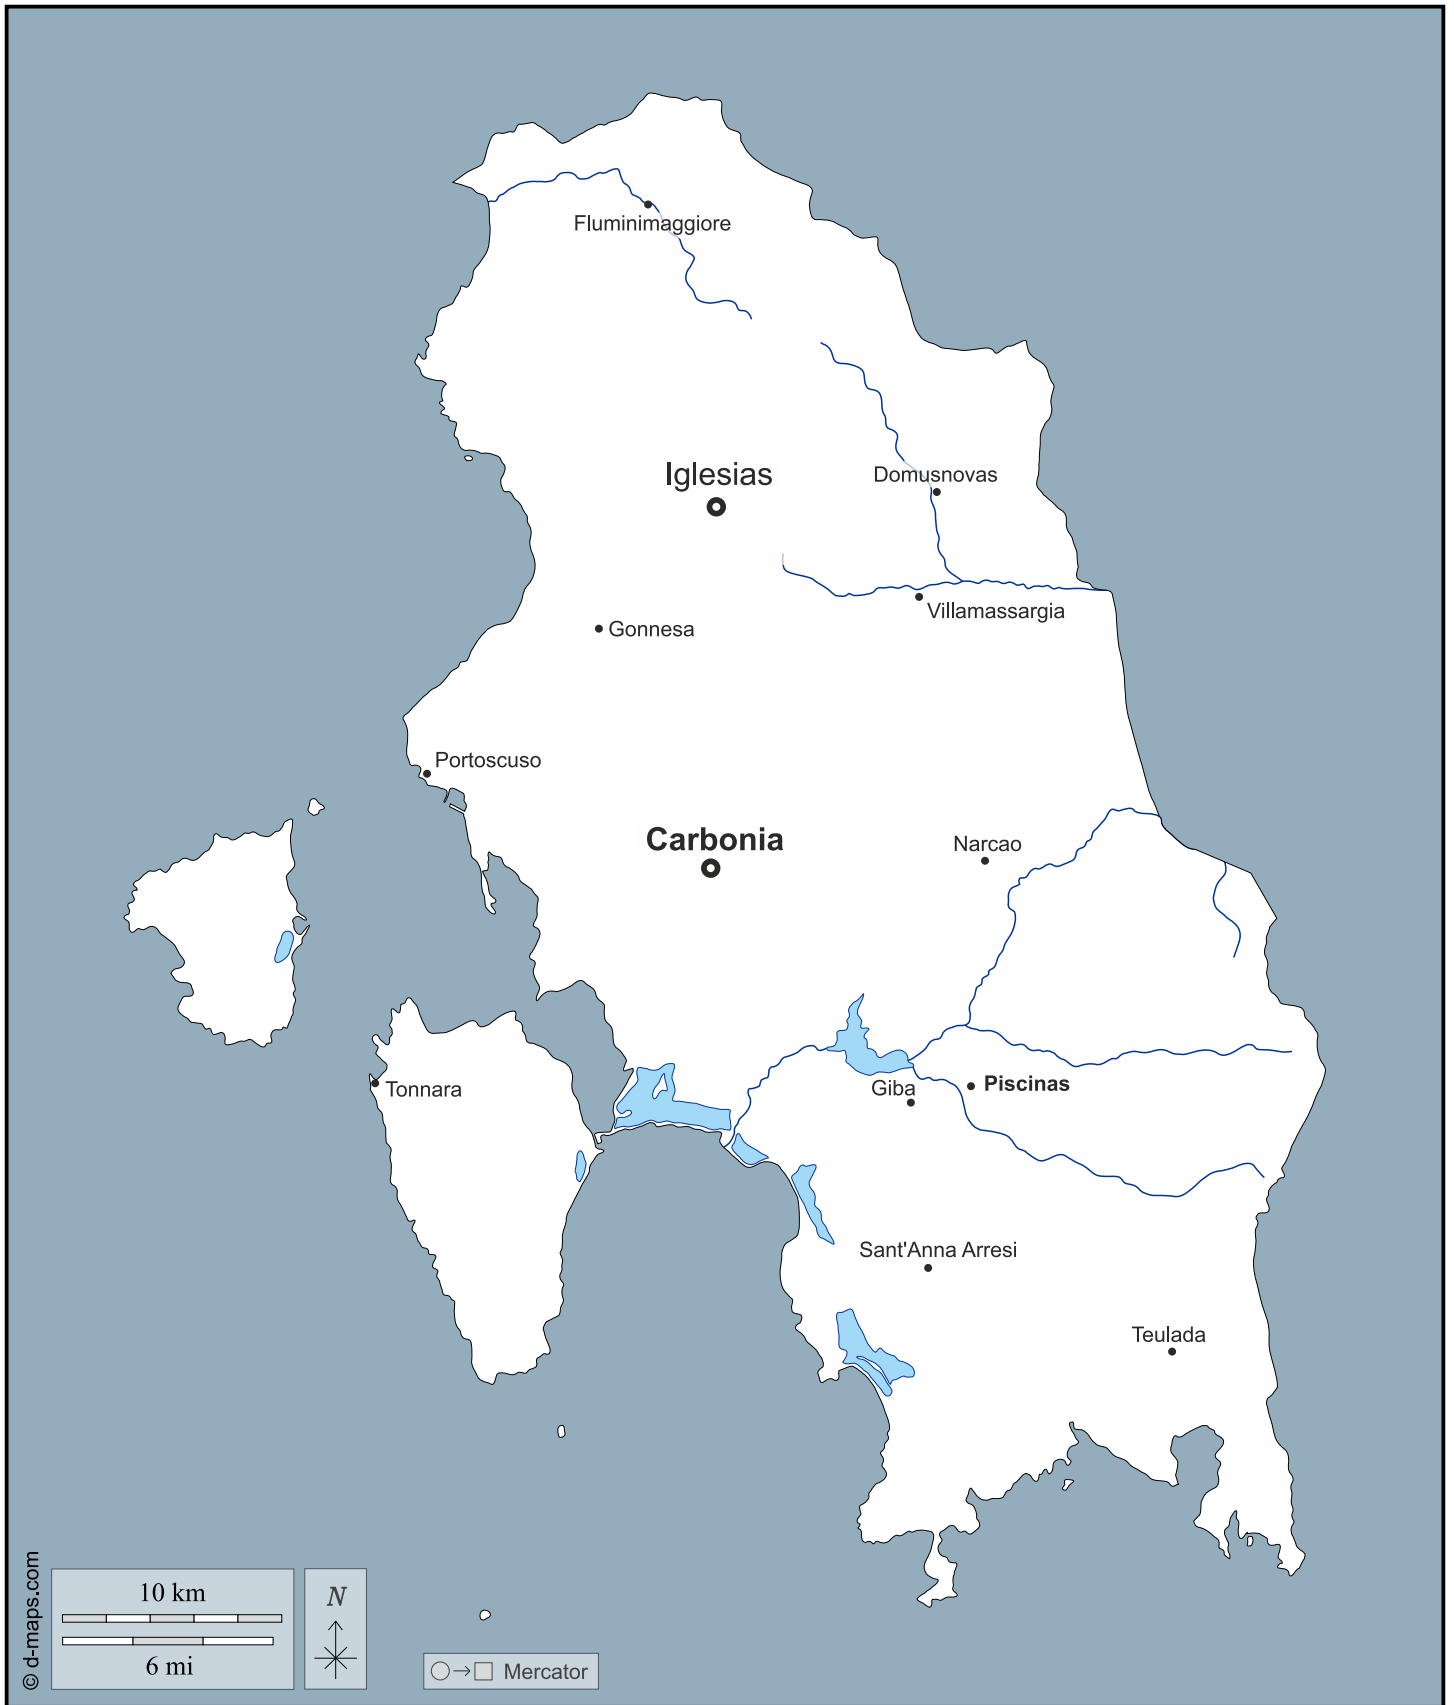 Fluminimaggiore
Iglesias
Domusnovas
Villamassargia
Gonnesa
Portoscuso
Carbonia
Narcao
Tonnara
Giba
Piscinas
Sant'Anna Arresi
Teulada
© d-maps.com
10 km
6 mi
N
Mercator